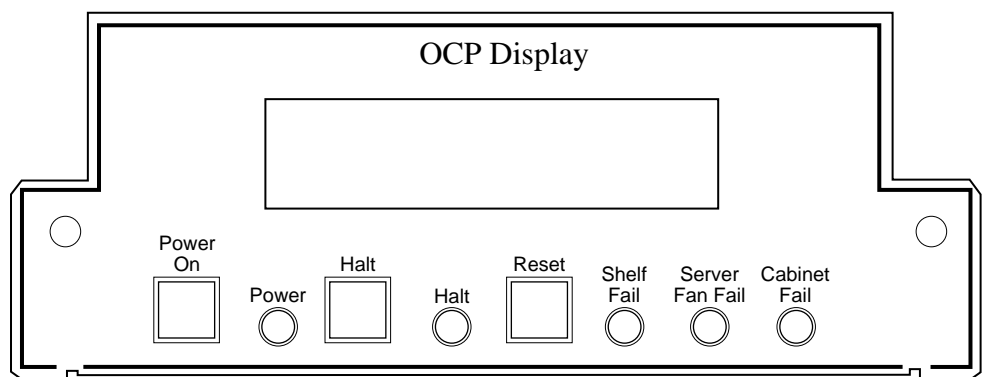 OCP Display
Power
On
Power
Halt
Halt
Reset
Shelf
Fail
Server
Fan Fail
Cabinet
Fail